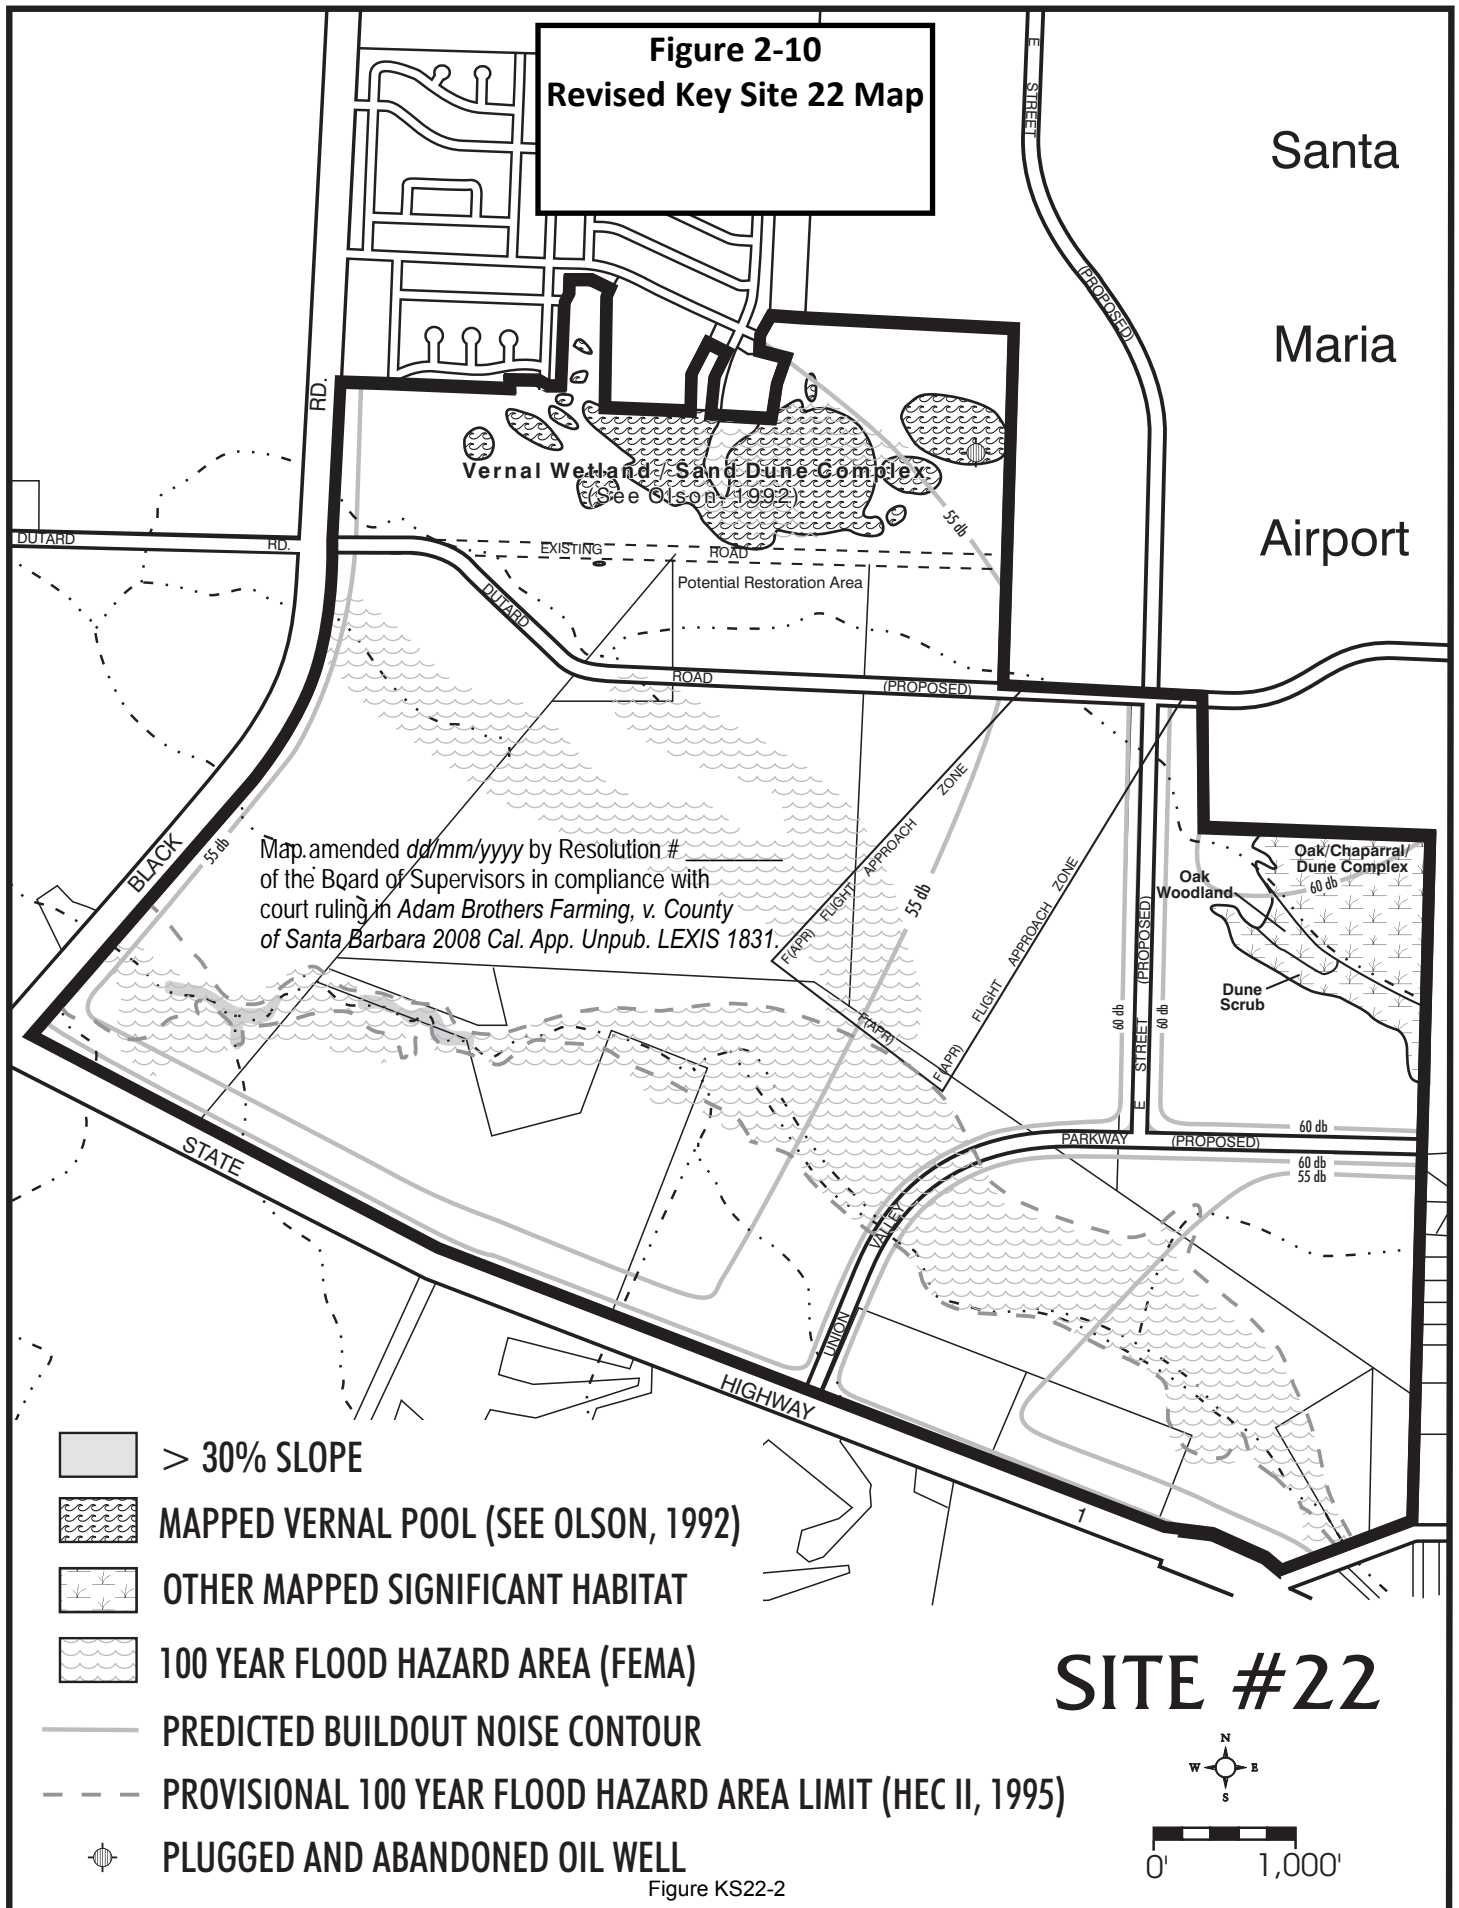 Figure 2-10
Revised Key Site 22 Map
E STREET
(PROPOSED)
Santa
Maria
Airport
RD.
Vernal Wetland / Sand Dune Complex
(See Olson, 1992)
55 db
DUTARD RD.
EXISTING ROAD
Potential Restoration Area
DUTARD
ROAD (PROPOSED)
BLACK
55 db
Map amended dd/mm/yyyy by Resolution # ________
of the Board of Supervisors in compliance with
court ruling in Adam Brothers Farming, v. County
of Santa Barbara 2008 Cal. App. Unpub. LEXIS 1831.
F(APR) FLIGHT APPROACH ZONE
55 db
F(APR)
F(APR) FLIGHT APPROACH ZONE
Oak/Chaparral/
Dune Complex
60 db
Oak
Woodland
Dune
Scrub
60 db
E STREET (PROPOSED)
60 db
60 db
PARKWAY (PROPOSED)
60 db
55 db
UNION VALLEY
STATE
HIGHWAY
1
> 30% SLOPE
MAPPED VERNAL POOL (SEE OLSON, 1992)
OTHER MAPPED SIGNIFICANT HABITAT
100 YEAR FLOOD HAZARD AREA (FEMA)
PREDICTED BUILDOUT NOISE CONTOUR
PROVISIONAL 100 YEAR FLOOD HAZARD AREA LIMIT (HEC II, 1995)
PLUGGED AND ABANDONED OIL WELL
SITE #22
N
W E
S
0' 1,000'
Figure KS22-2